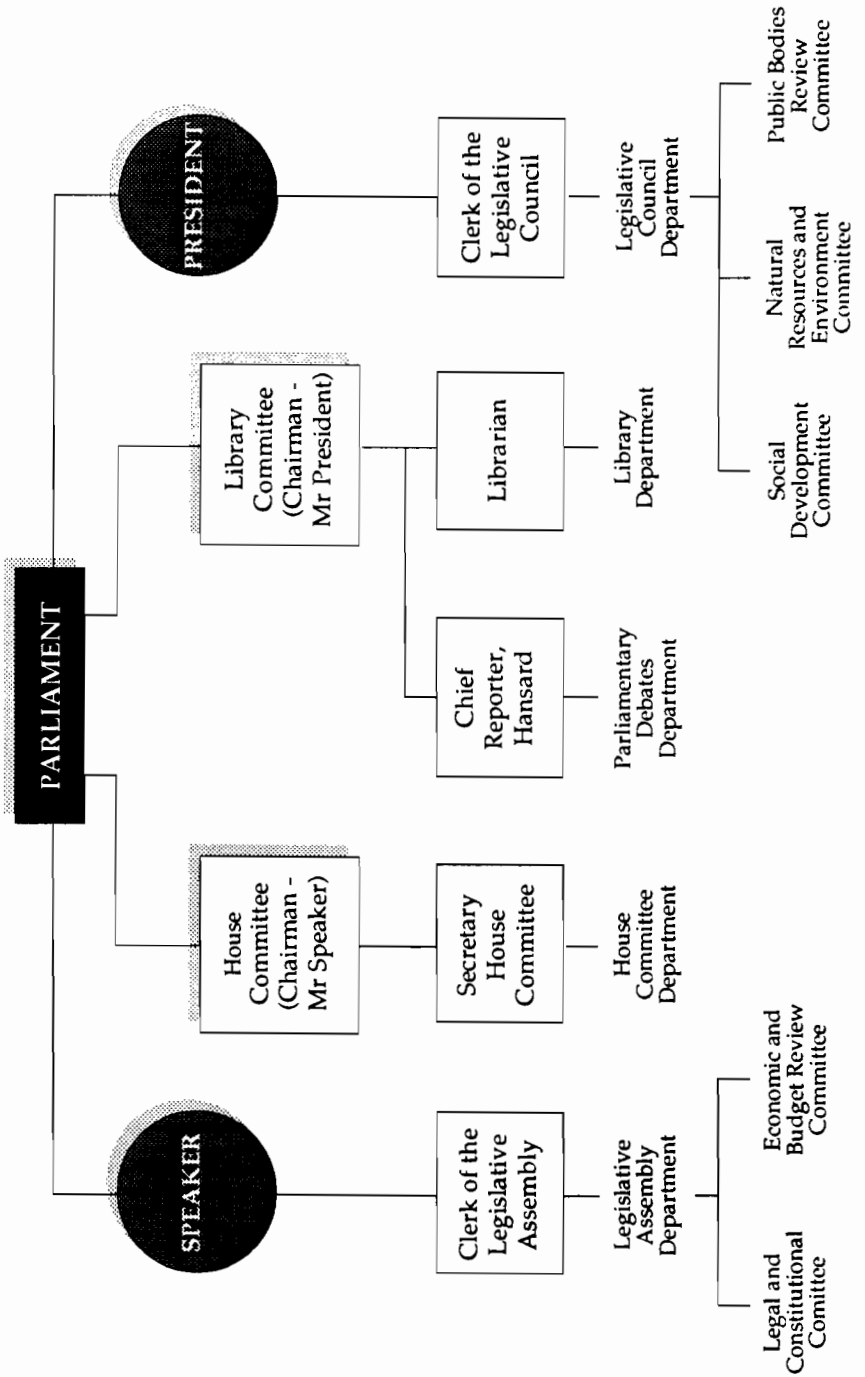 PARLIAMENT
SPEAKER
House
Committee
(Chairman -
Mr Speaker)
Library
Committee
(Chairman -
Mr President)
PRESIDENT
Clerk of the
Legislative
Assembly
Secretary
House
Committee
Chief
Reporter,
Hansard
Librarian
Clerk of the
Legislative
Council
Legislative
Assembly
Department
House
Committee
Department
Parliamentary
Debates
Department
Library
Department
Legislative
Council
Department
Legal and
Constitutional
Comittee
Economic and
Budget Review
Committee
Social
Development
Committee
Natural
Resources and
Environment
Committee
Public Bodies
Review
Committee